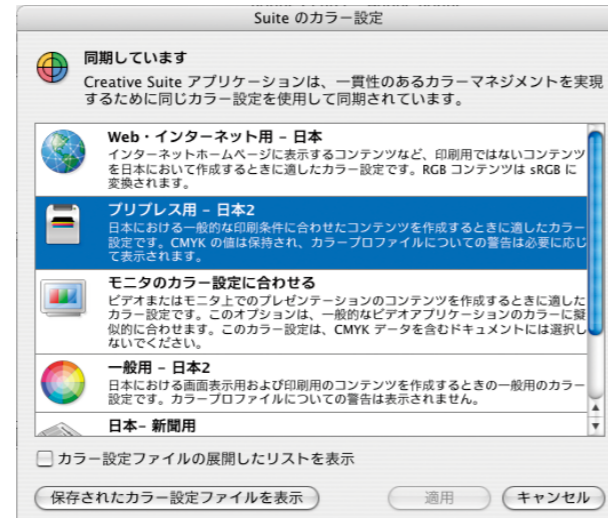 Suite のカラー設定
同期しています
Creative Suite アプリケーションは、一貫性のあるカラーマネジメントを実現
するために同じカラー設定を使用して同期されています。
Web・インターネット用 – 日本
インターネットホームページに表示するコンテンツなど、印刷用ではないコンテンツ
を日本において作成するときに適したカラー設定です。RGB コンテンツは sRGB に
変換されます。
プリプレス用 – 日本2
日本における一般的な印刷条件に合わせたコンテンツを作成するときに適したカラー
設定です。CMYK の値は保持され、カラープロファイルについての警告は必要に応じ
て表示されます。
モニタのカラー設定に合わせる
ビデオまたはモニタ上でのプレゼンテーションのコンテンツを作成するときに適した
カラー設定です。このオプションは、一般的なビデオアプリケーションのカラーに擬
似的に合わせます。このカラー設定は、CMYK データを含むドキュメントには選択し
ないでください。
一般用 – 日本2
日本における画面表示用および印刷用のコンテンツを作成するときの一般用のカラー
設定です。カラープロファイルについての警告は表示されません。
日本– 新聞用
カラー設定ファイルの展開したリストを表示
保存されたカラー設定ファイルを表示
適用
キャンセル